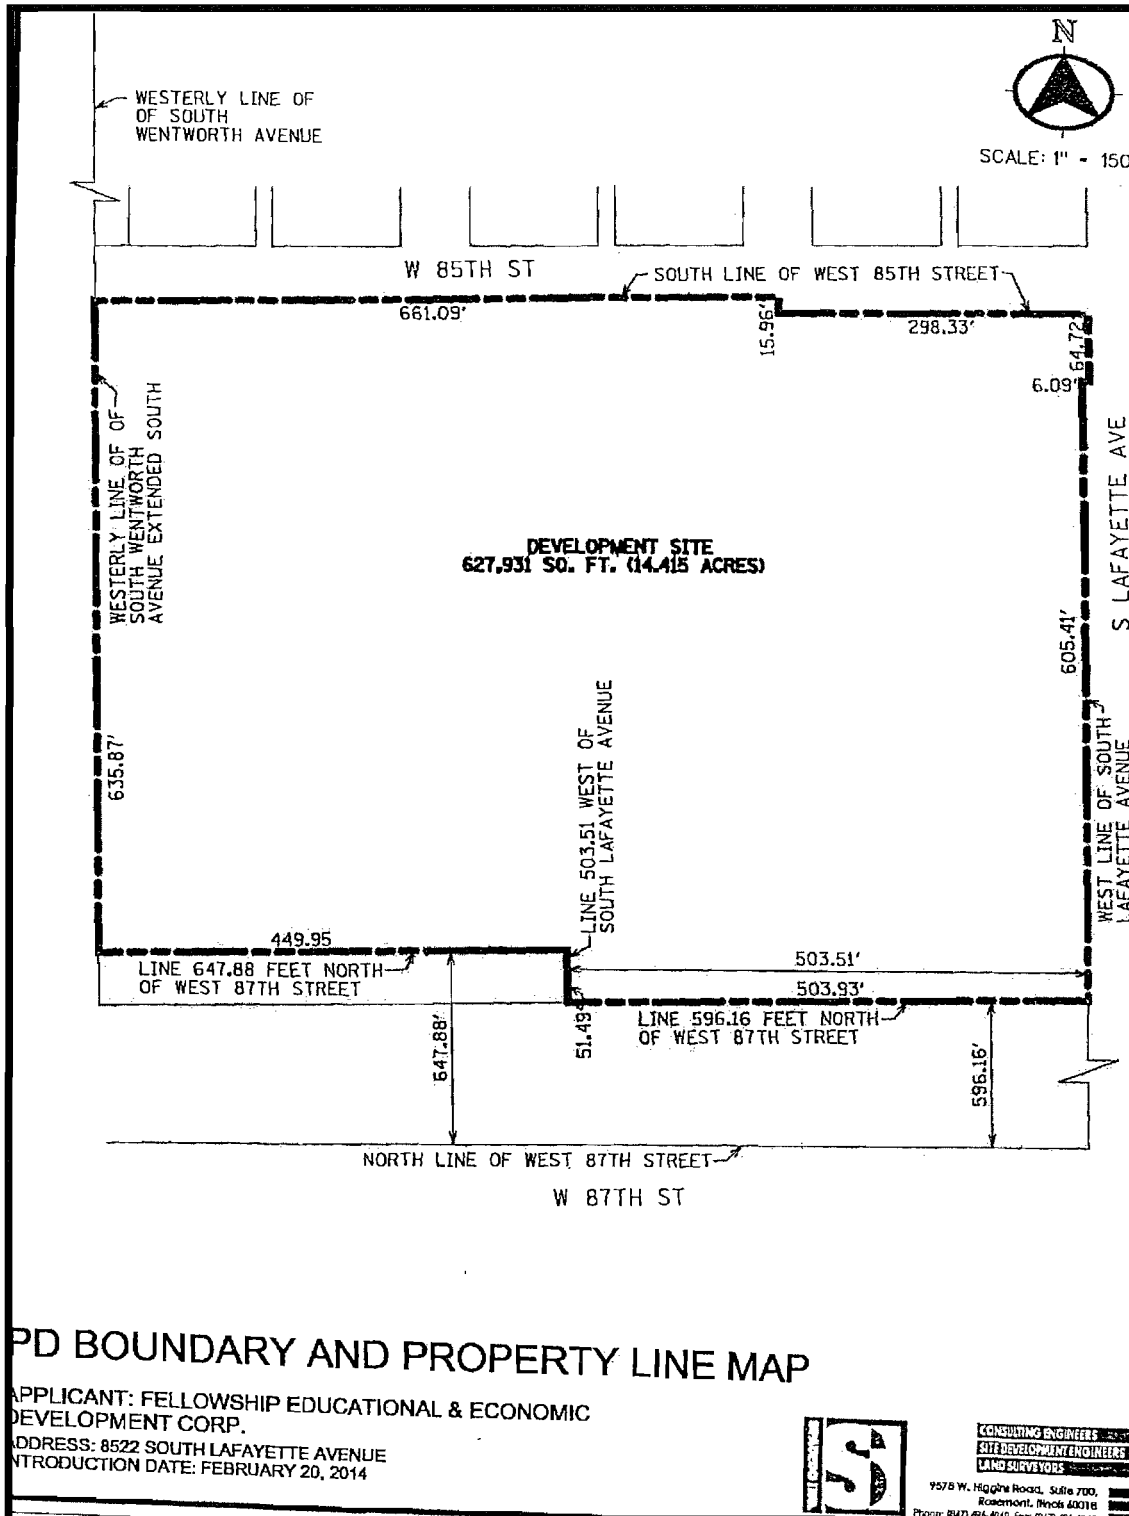 N
SCALE: 1" - 150
WESTERLY LINE OF
OF SOUTH
WENTWORTH AVENUE
W 85TH ST
SOUTH LINE OF WEST 85TH STREET
661.09'
15.96'
298.33'
64.72
6.09'
WESTERLY LINE OF OF
SOUTH WENTWORTH
AVENUE EXTENDED SOUTH
S LAFAYETTE AVE
DEVELOPMENT SITE
627,931 SQ. FT. (14.415 ACRES)
605.41'
635.87'
LINE 503.51 WEST OF
SOUTH LAFAYETTE AVENUE
WEST LINE OF SOUTH
LAFAYETTE AVENUE
449.95
LINE 647.88 FEET NORTH
OF WEST 87TH STREET
503.51'
503.93'
51.49
LINE 596.16 FEET NORTH
OF WEST 87TH STREET
647.88'
596.16'
NORTH LINE OF WEST 87TH STREET
W 87TH ST
PD BOUNDARY AND PROPERTY LINE MAP
APPLICANT: FELLOWSHIP EDUCATIONAL & ECONOMIC
DEVELOPMENT CORP.
ADDRESS: 8522 SOUTH LAFAYETTE AVENUE
INTRODUCTION DATE: FEBRUARY 20, 2014
CONSULTING ENGINEERS
SITE DEVELOPMENT ENGINEERS
LAND SURVEYORS
9575 W. Higgins Road, Suite 700,
Rosemont, Illinois 60018